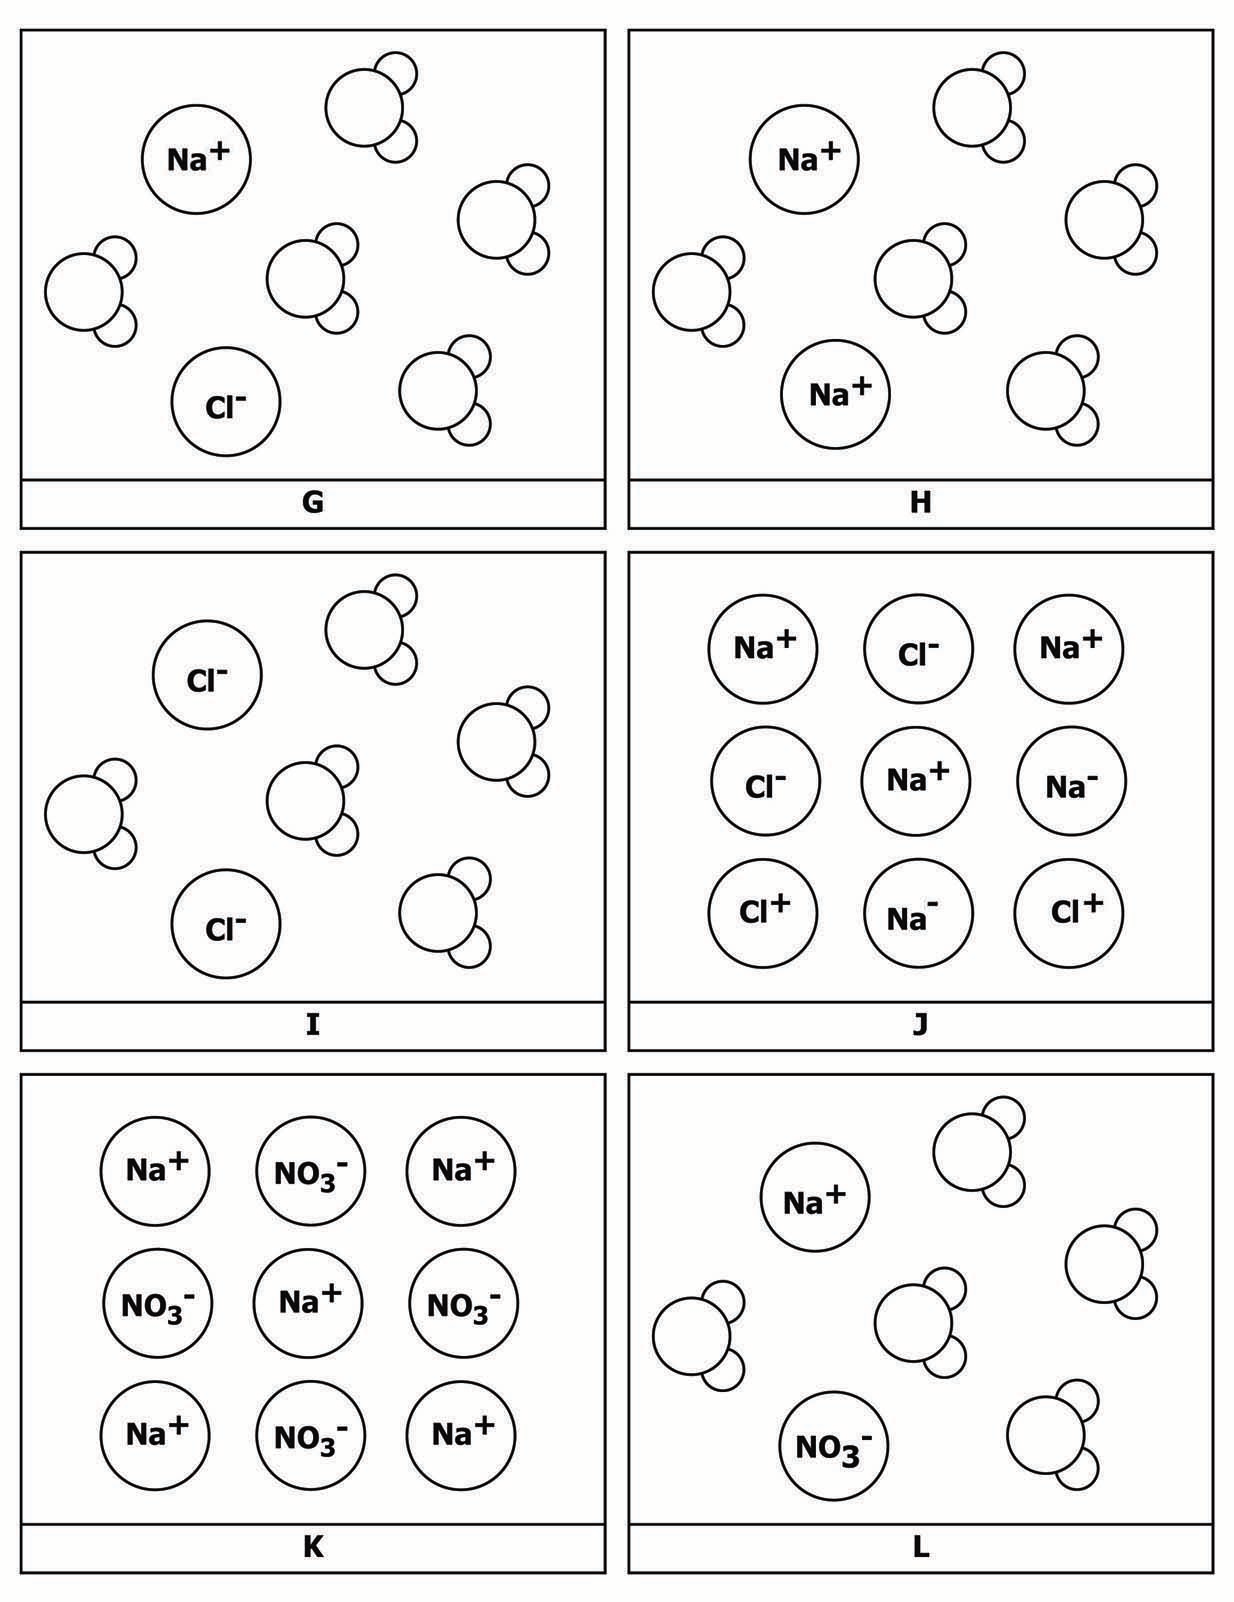 Na⁺
Cl⁻
G
Na⁺
Na⁺
H
Cl⁻
Cl⁻
I
Na⁺ Cl⁻ Na⁺
Cl⁻ Na⁺ Na⁻
Cl⁺ Na⁻ Cl⁺
J
Na⁺ NO₃⁻ Na⁺
NO₃⁻ Na⁺ NO₃⁻
Na⁺ NO₃⁻ Na⁺
K
Na⁺
NO₃⁻
L